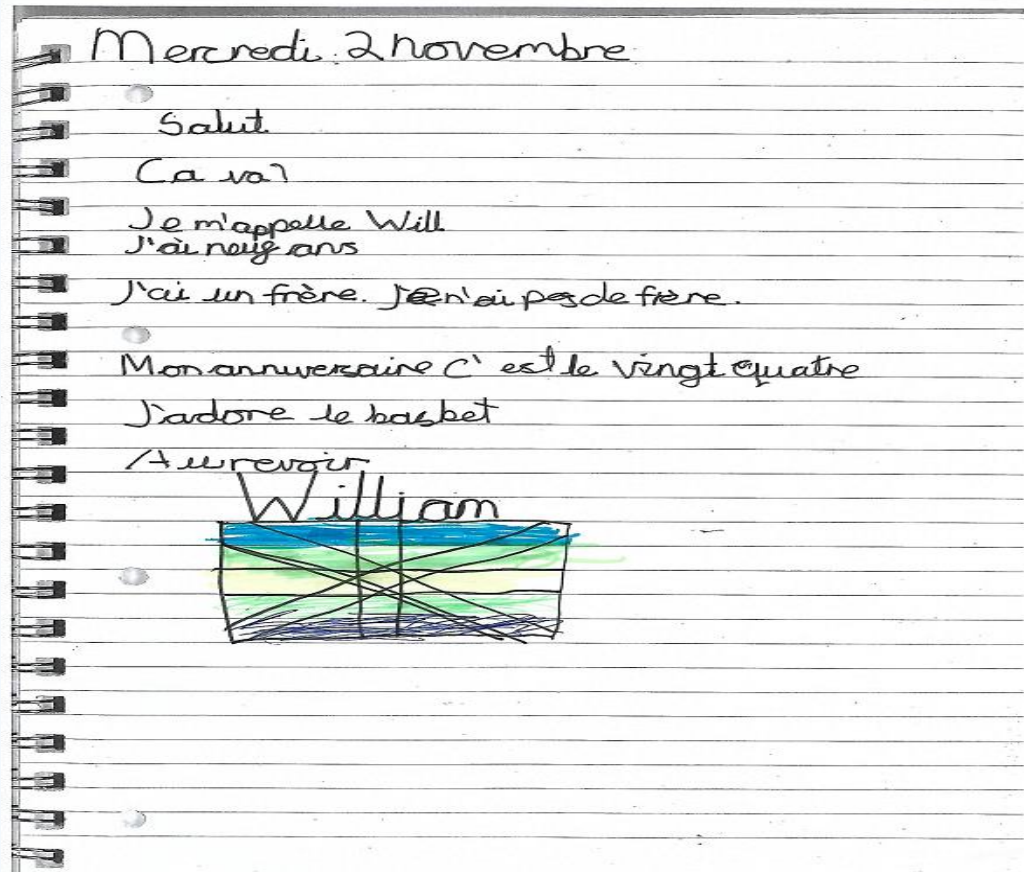 Mercredi 2 novembre
Salut
Ca va?
Je m'appelle Will
J'ai neuf ans
J'ai un frère. Je n'ai pas de frère.
Mon anniversaire c'est le vingt quatre
J'adore le basket
Au revoir
William